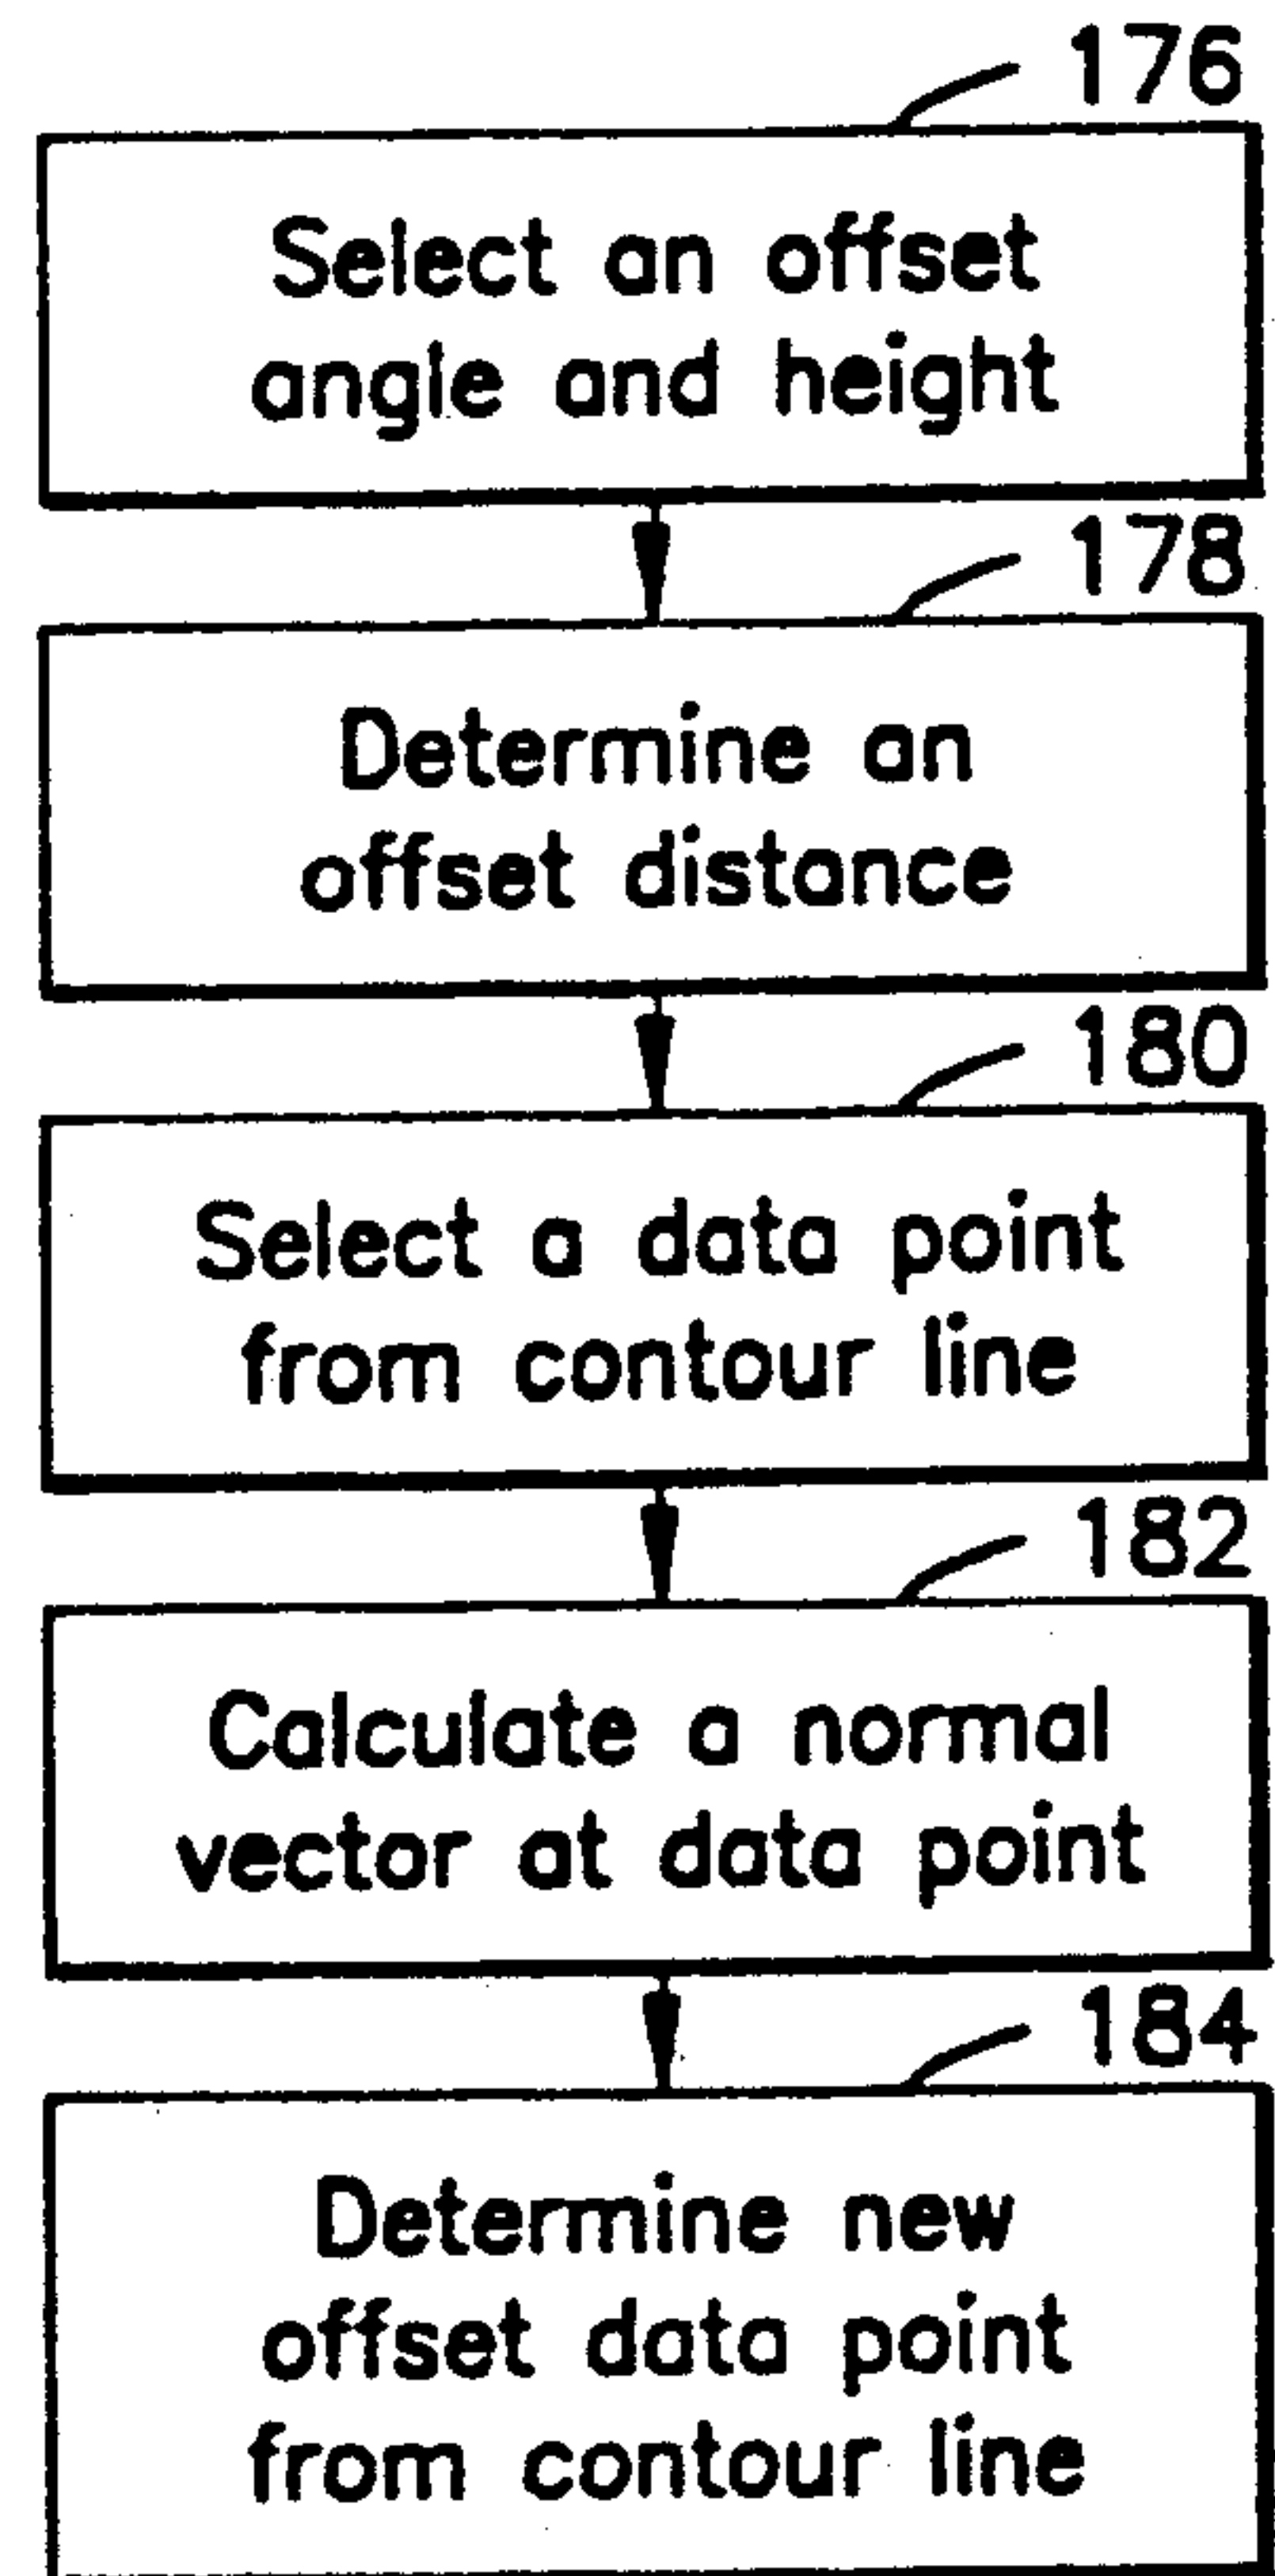 176
Select an offset
angle and height
178
Determine an
offset distance
180
Select a data point
from contour line
182
Calculate a normal
vector at data point
184
Determine new
offset data point
from contour line